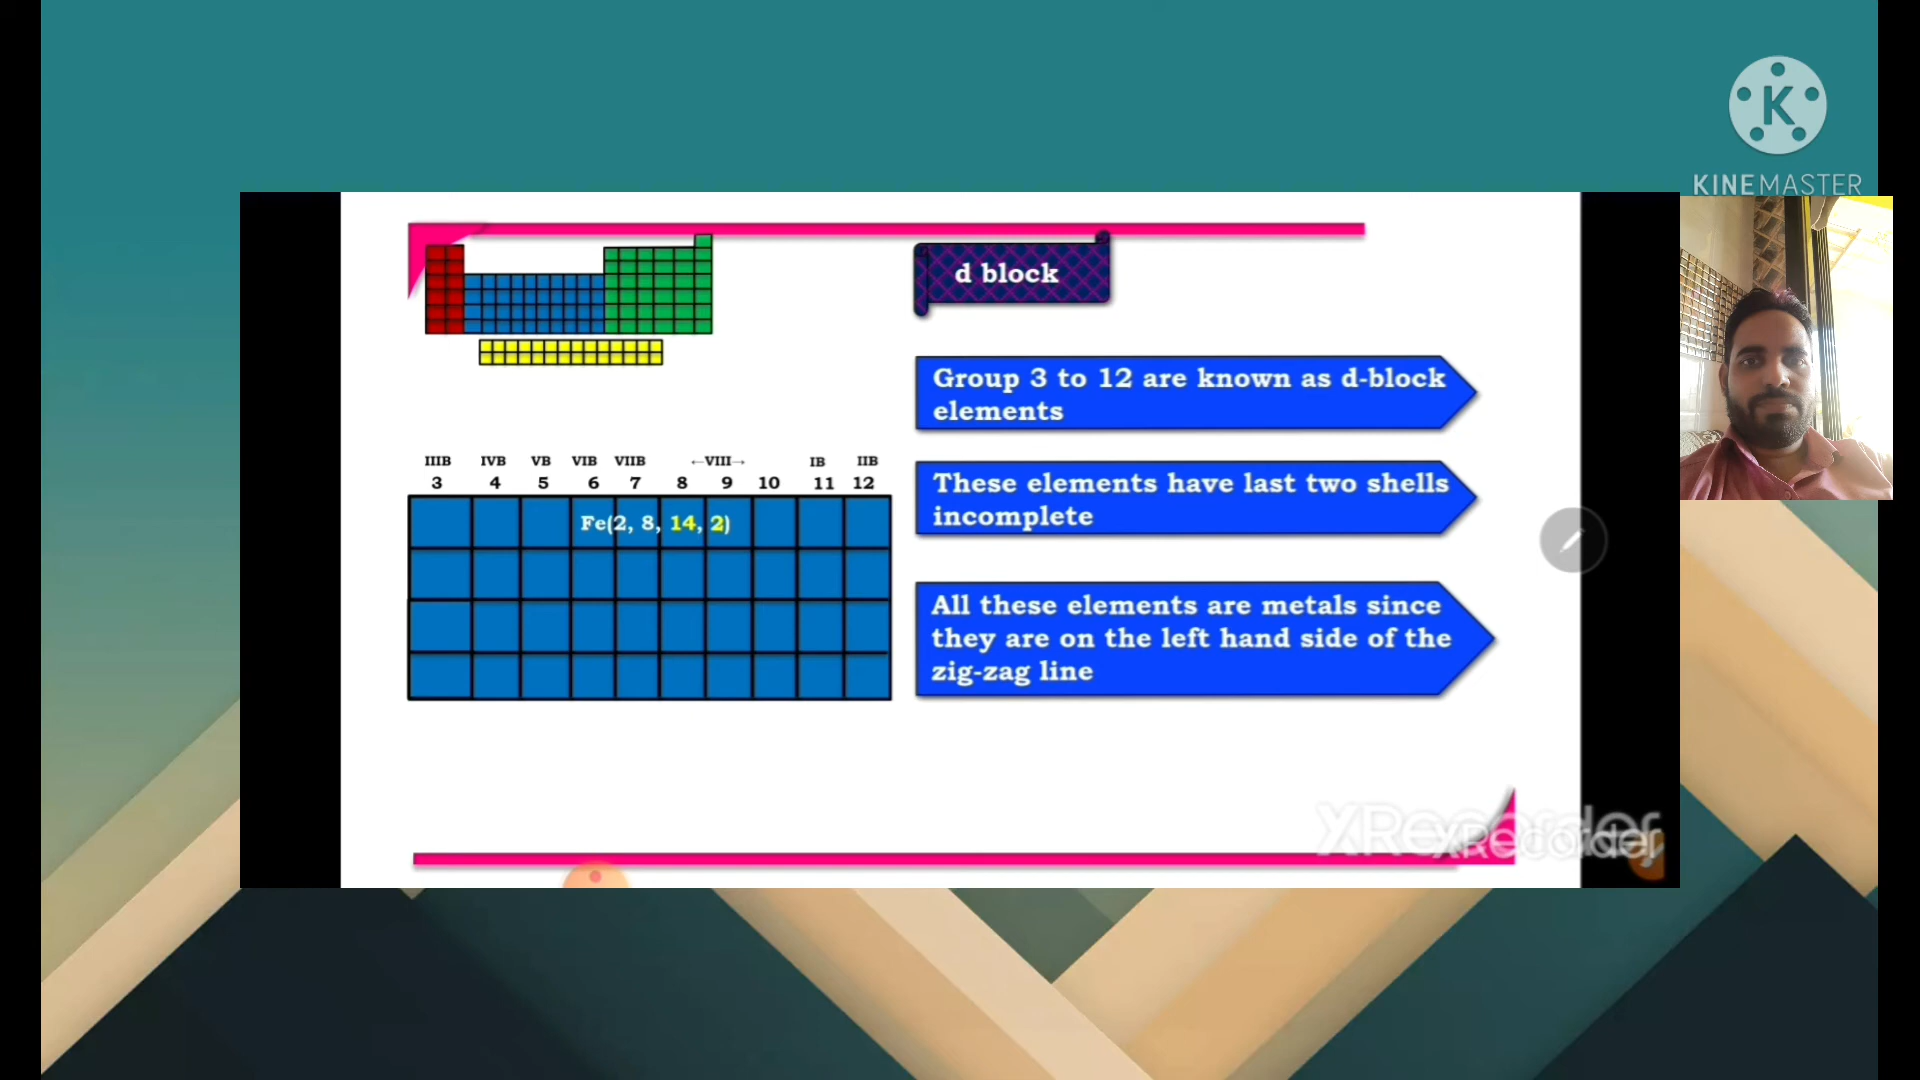 KINEMASTER
d block
Group 3 to 12 are known as d-block
elements
These elements have last two shells
incomplete
All these elements are metals since
they are on the left hand side of the
zig-zag line
IIIB IVB VB VIB VIIB ←VIII→ IB IIB
3 4 5 6 7 8 9 10 11 12
Fe(2, 8, 14, 2)
XRecorder
XRecorder